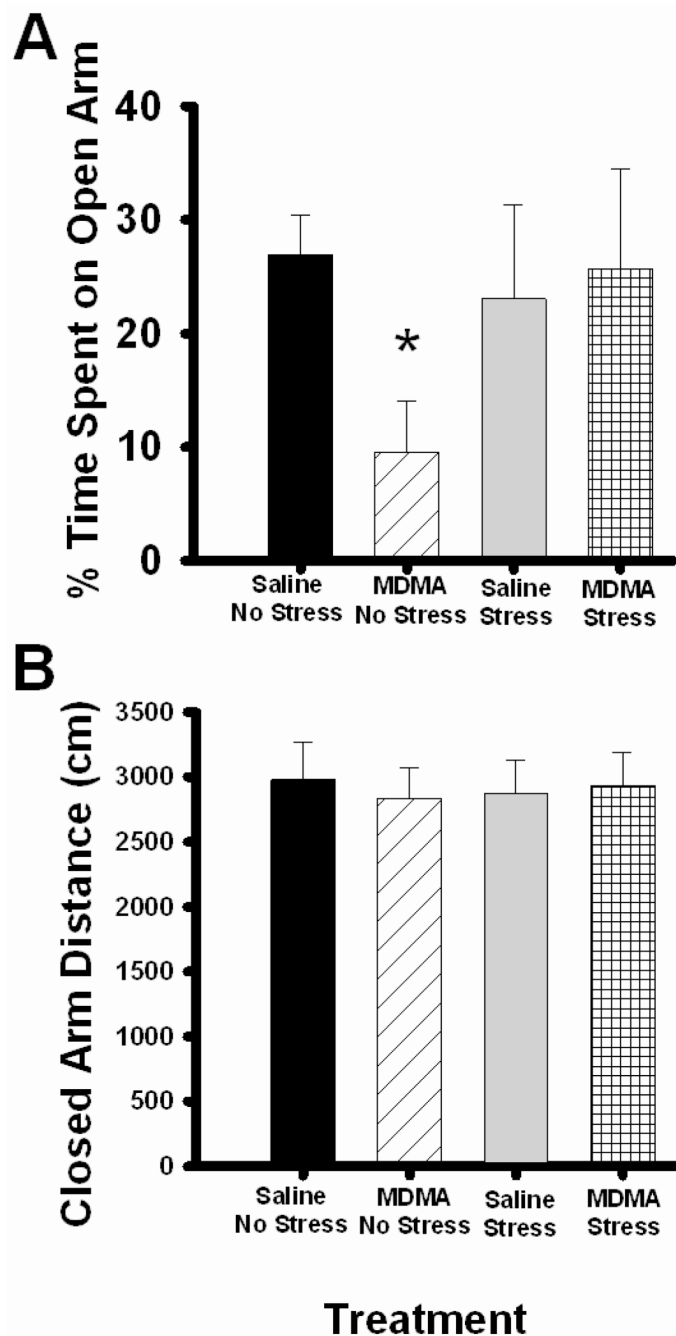 A
% Time Spent on Open Arm
40
30
20
10
0
Saline
No Stress
MDMA
No Stress
Saline
Stress
MDMA
Stress
*
B
Closed Arm Distance (cm)
3500
3000
2500
2000
1500
1000
500
0
Saline
No Stress
MDMA
No Stress
Saline
Stress
MDMA
Stress
Treatment